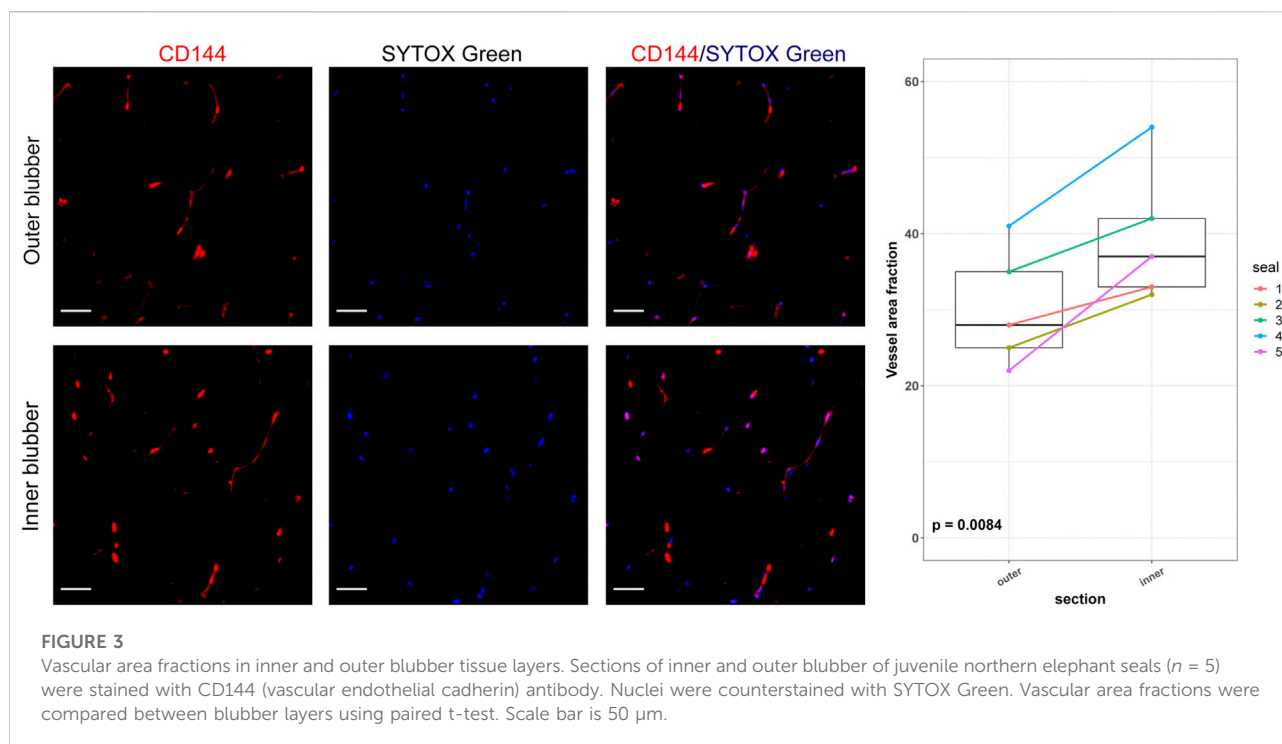 CD144
SYTOX Green
CD144/SYTOX Green
Outer blubber
Inner blubber
60
40
20
0
Vessel area fraction
p = 0.0084
outer
inner
section
seal
1
2
3
4
5
FIGURE 3
Vascular area fractions in inner and outer blubber tissue layers. Sections of inner and outer blubber of juvenile northern elephant seals (n = 5)
were stained with CD144 (vascular endothelial cadherin) antibody. Nuclei were counterstained with SYTOX Green. Vascular area fractions were
compared between blubber layers using paired t-test. Scale bar is 50 μm.